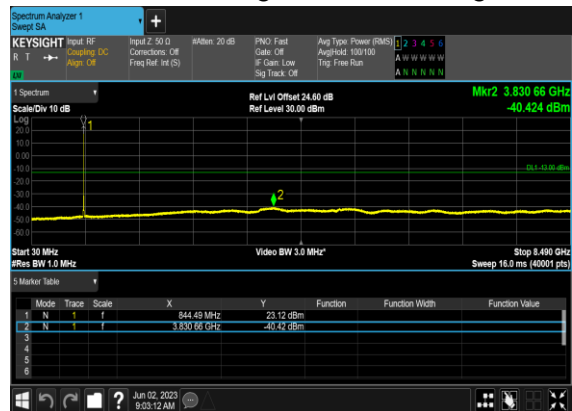 Spectrum Analyzer 1
Swept SA
KEYSIGHT
R T
LV
Input: RF
Coupling: DC
Align: Off
Input Z: 50 Ω
Corrections: Off
Freq Ref: Int (S)
#Atten: 20 dB
PNO: Fast
Gate: Off
IF Gain: Low
Sig Track: Off
Avg Type: Power (RMS)
Avg|Hold: 100/100
Trig: Free Run
1 2 3 4 5 6
A W W W W W
A N N N N N
1 Spectrum
Scale/Div 10 dB
Ref Lvl Offset 24.60 dB
Ref Level 30.00 dBm
Mkr2 3.830 66 GHz
-40.424 dBm
Log
20.0
10.0
0.00
-10.0
-20.0
-30.0
-40.0
-50.0
-60.0
1
DL1 -13.00 dBm
2
Start 30 MHz
#Res BW 1.0 MHz
Video BW 3.0 MHz*
Stop 8.490 GHz
Sweep 16.0 ms (40001 pts)
5 Marker Table
Mode Trace Scale X Y Function Function Width Function Value
1 N 1 f 844.49 MHz 23.12 dBm
2 N 1 f 3.830 66 GHz -40.42 dBm
3
4
5
6
?
Jun 02, 2023
9:03:12 AM